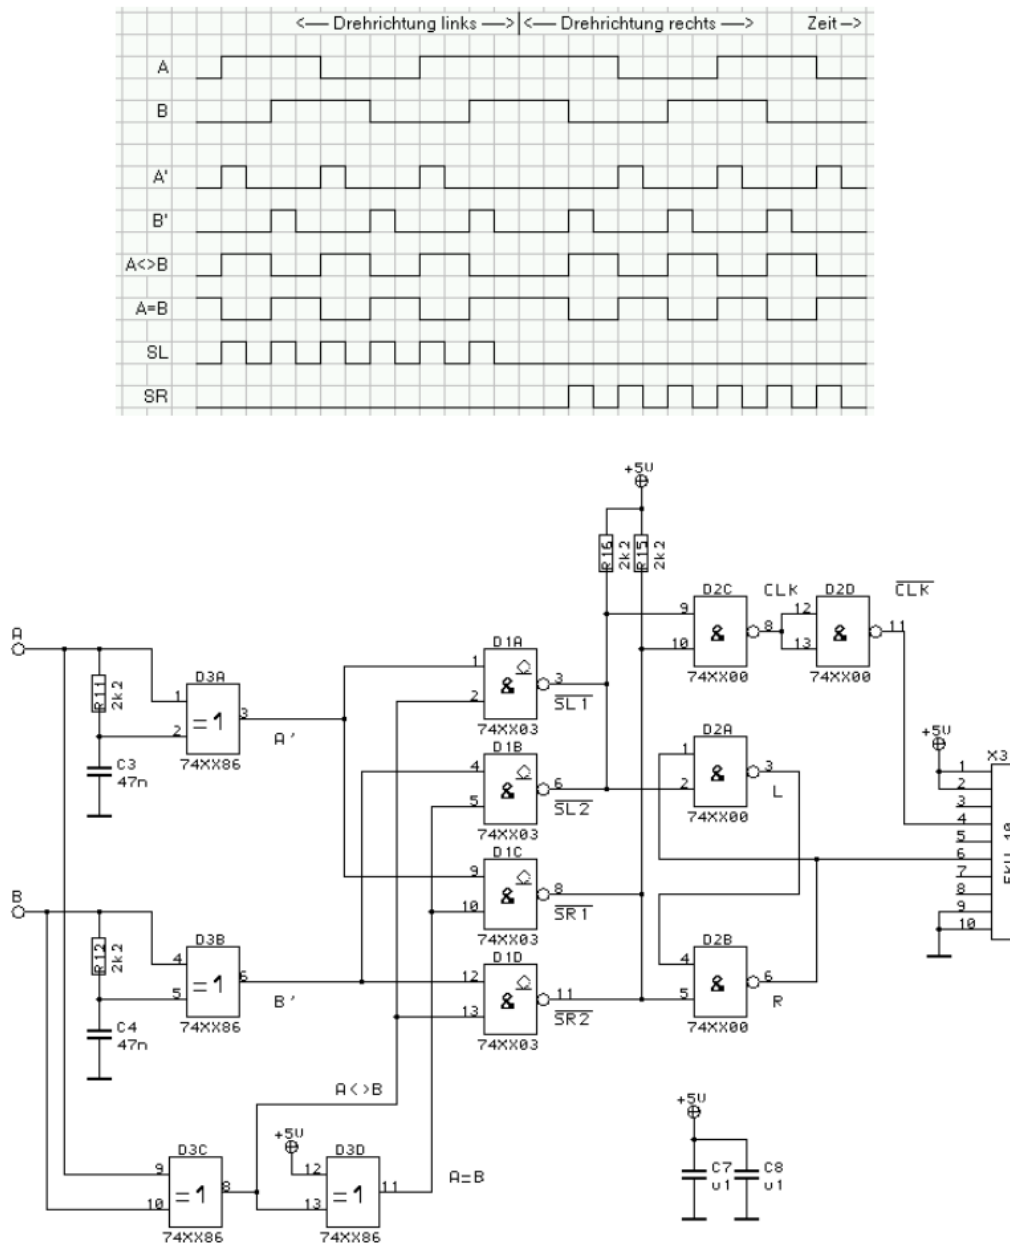 <— Drehrichtung links —> <— Drehrichtung rechts —> Zeit —>
A
B
A'
B'
A<>B
A=B
SL
SR
+5V
R16 2k2 R15 2k2
D2C CLK D2D CLK
9 10 & 8 12 13 & 11
74XX00 74XX00
A
R11 2k2
C3 47n
D3A
1 2 =1 3
74XX86
A'
D1A
1 2 & 3
SL1
74XX03
D1B
4 5 & 6
SL2
74XX03
D1C
9 10 & 8
SR1
74XX03
D1D
12 13 & 11
SR2
74XX03
D2A
1 2 & 3
L
74XX00
D2B
4 5 & 6
R
74XX00
+5V
X3
1
2
3
4
5
6
7
8
9
10
B
R12 2k2
C4 47n
D3B
4 5 =1 6
74XX86
B'
A<>B
D3C
9 10 =1 8
74XX86
+5V
D3D
12 13 =1 11
74XX86
A=B
+5V
C7 u1 C8 u1